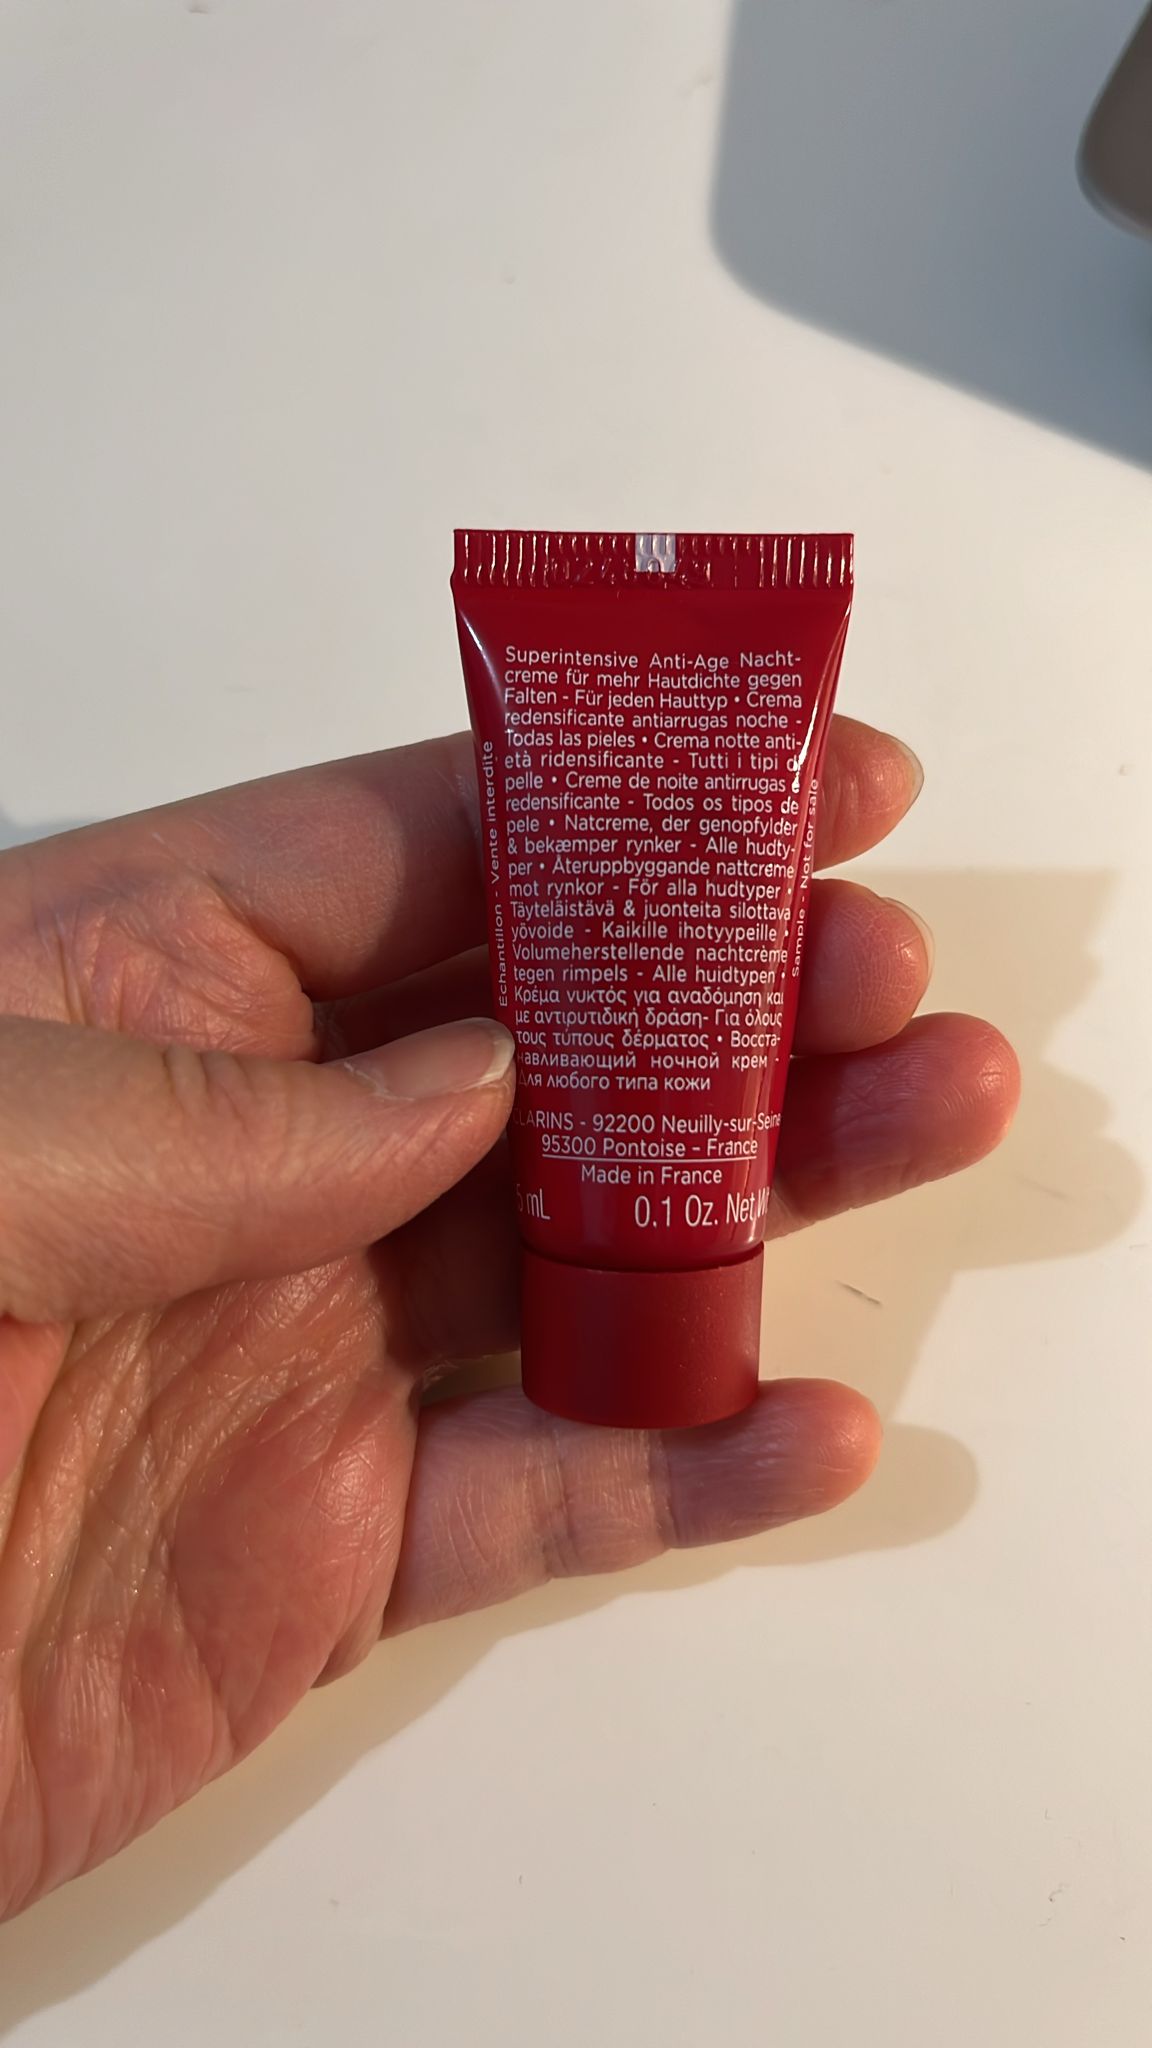 Superintensive Anti-Age Nacht-
creme für mehr Hautdichte gegen
Falten - Für jeden Hauttyp • Crema
redensificante antiarrugas noche -
Todas las pieles • Crema notte anti-
età ridensificante - Tutti i tipi di
pelle • Creme de noite antirrugas e
redensificante - Todos os tipos de
pele • Natcreme, der genopfylder
& bekæmper rynker - Alle hudty-
per • Återuppbyggande nattcreme
mot rynkor - För alla hudtyper •
Täyteläistävä & juonteita silottava
yövoide - Kaikille ihotyypeille •
Volumeherstellende nachtcrème
tegen rimpels - Alle huidtypen •
Κρέμα νυκτός για αναδόμηση και
με αντιρυτιδική δράση- Για όλους
τους τύπους δέρματος • Восста-
навливающий ночной крем -
Для любого типа кожи
CLARINS - 92200 Neuilly-sur-Seine
95300 Pontoise - France
Made in France
5 mL 0.1 Oz. Net
Échantillon - Vente interdite
Sample - Not for sale